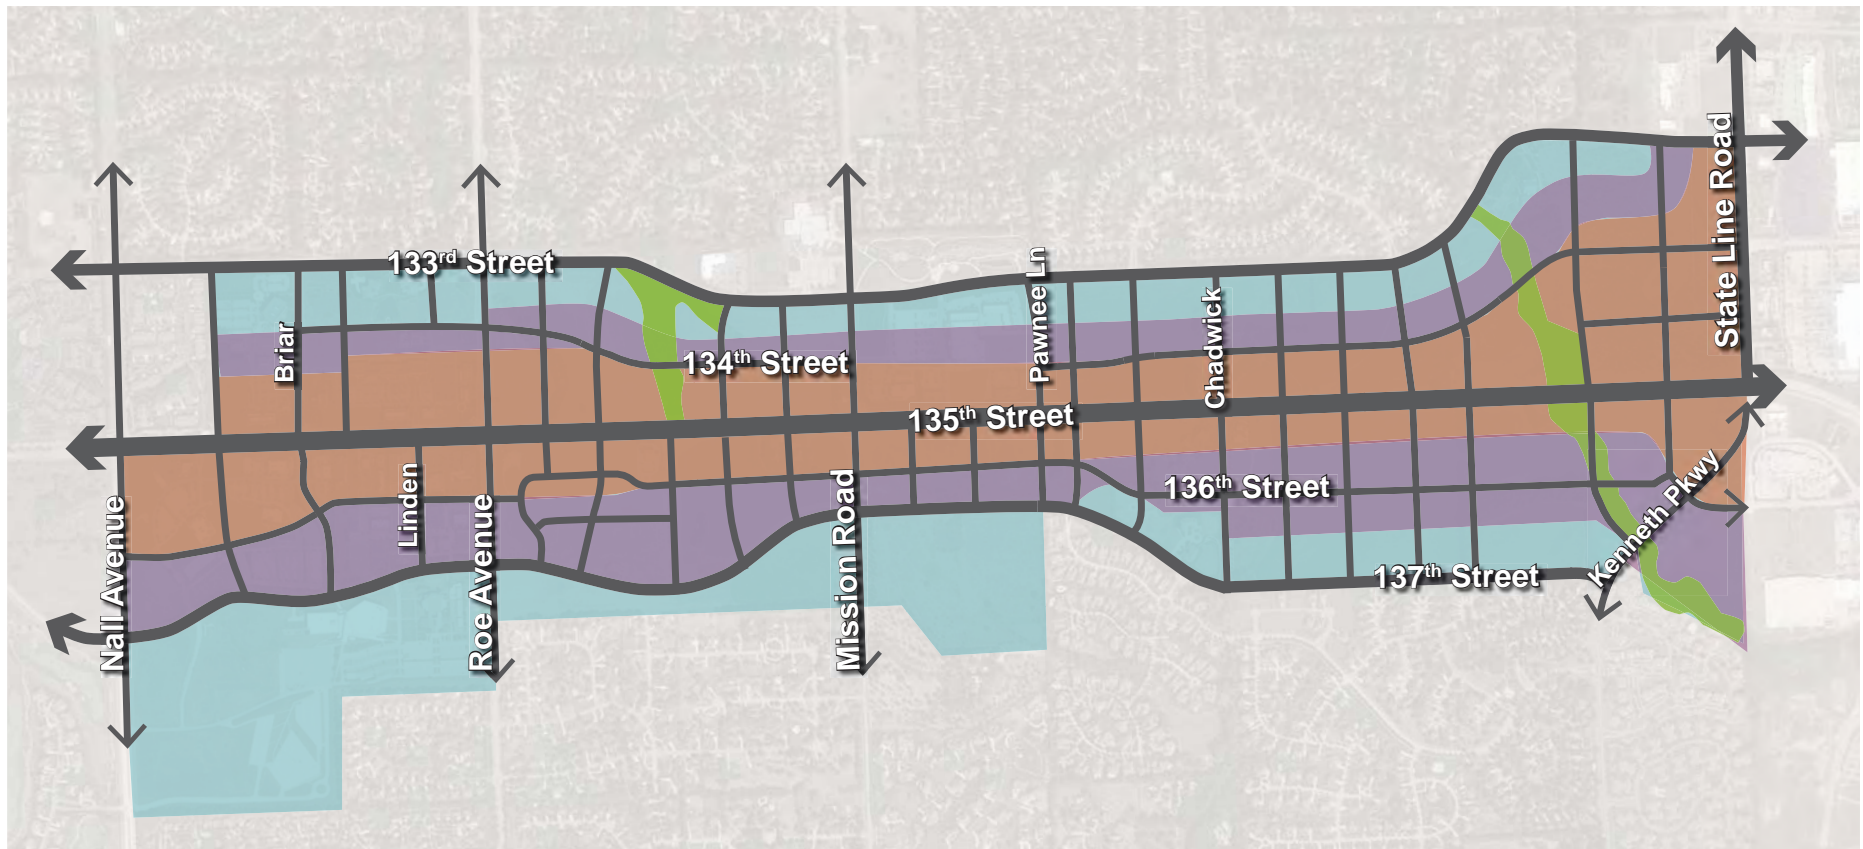 133rd Street
134th Street
135th Street
136th Street
137th Street
Nall Avenue
Briar
Linden
Roe Avenue
Mission Road
Pawnee Ln
Chadwick
Kenneth Pkwy
State Line Road